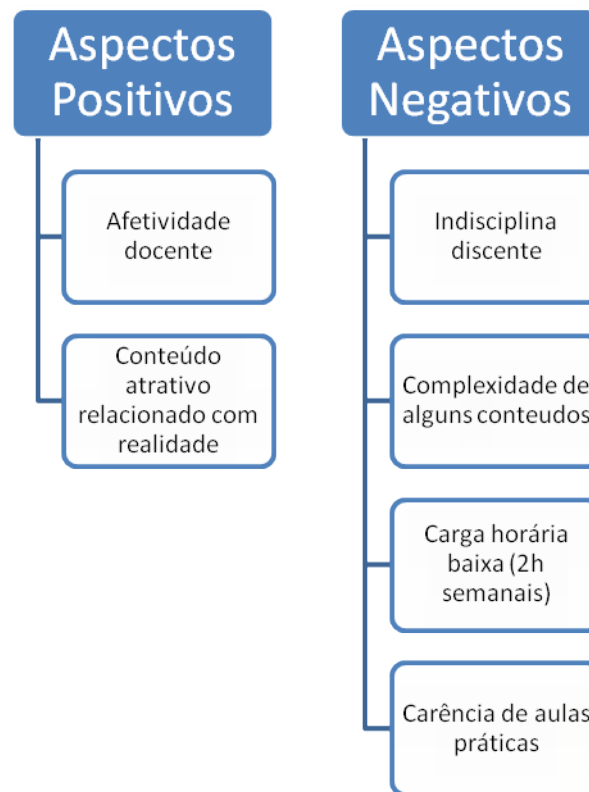 Aspectos
Positivos
Afetividade
docente
Conteúdo
atrativo
relacionado com
realidade
Aspectos
Negativos
Indisciplina
discente
Complexidade de
alguns conteudos
Carga horária
baixa (2h
semanais)
Carência de aulas
práticas